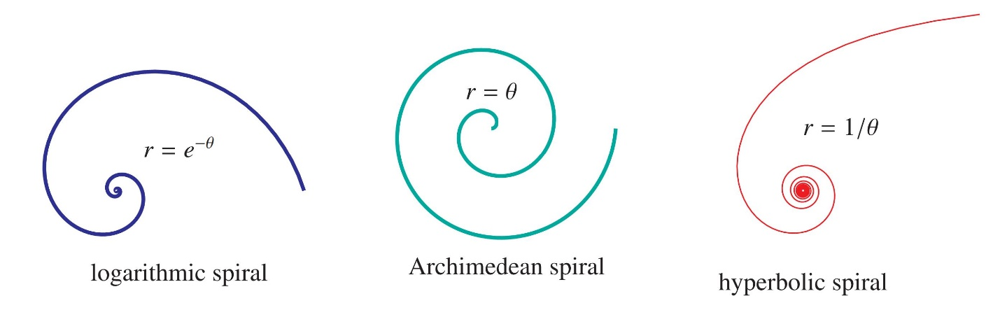 r = e^{−θ}
logarithmic spiral
r = θ
Archimedean spiral
r = 1/θ
hyperbolic spiral